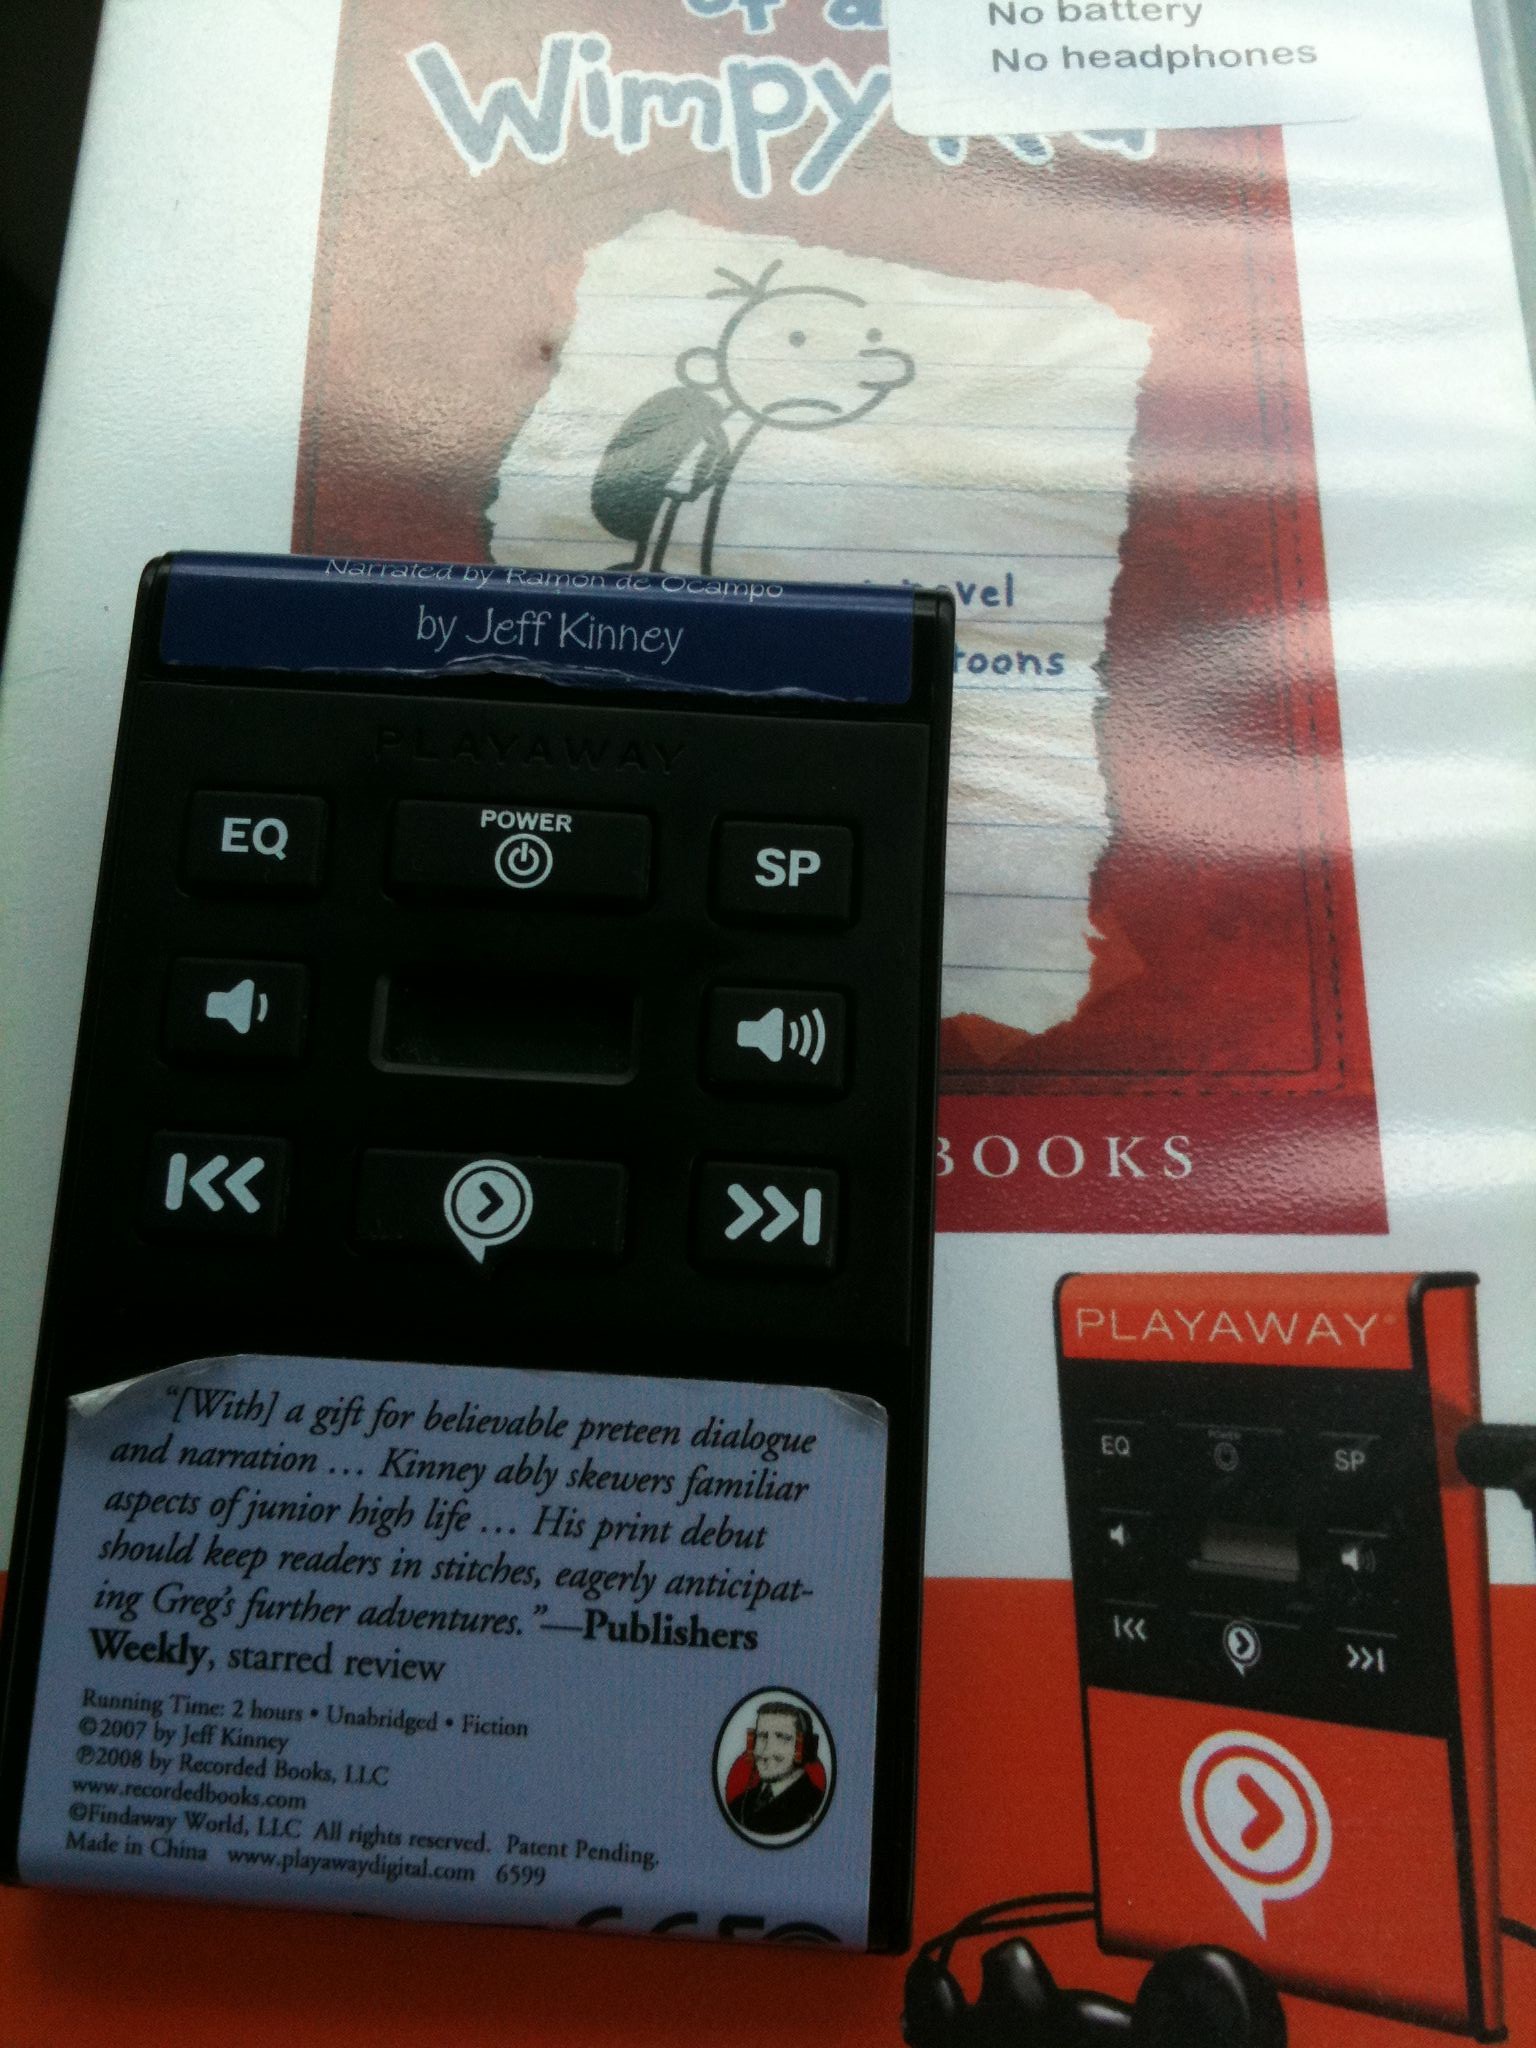 of a
No battery
No headphones
Wimpy
Narrated by Ramón de Ocampo
by Jeff Kinney
PLAYAWAY
EQ
POWER
SP
"[With] a gift for believable preteen dialogue
and narration ... Kinney ably skewers familiar
aspects of junior high life ... His print debut
should keep readers in stitches, eagerly anticipat-
ing Greg's further adventures."—Publishers
Weekly, starred review
Running Time: 2 hours • Unabridged • Fiction
©2007 by Jeff Kinney
℗2008 by Recorded Books, LLC
www.recordedbooks.com
©Findaway World, LLC All rights reserved. Patent Pending.
Made in China www.playawaydigital.com 6599
vel
toons
BOOKS
PLAYAWAY
EQ
POWER
SP